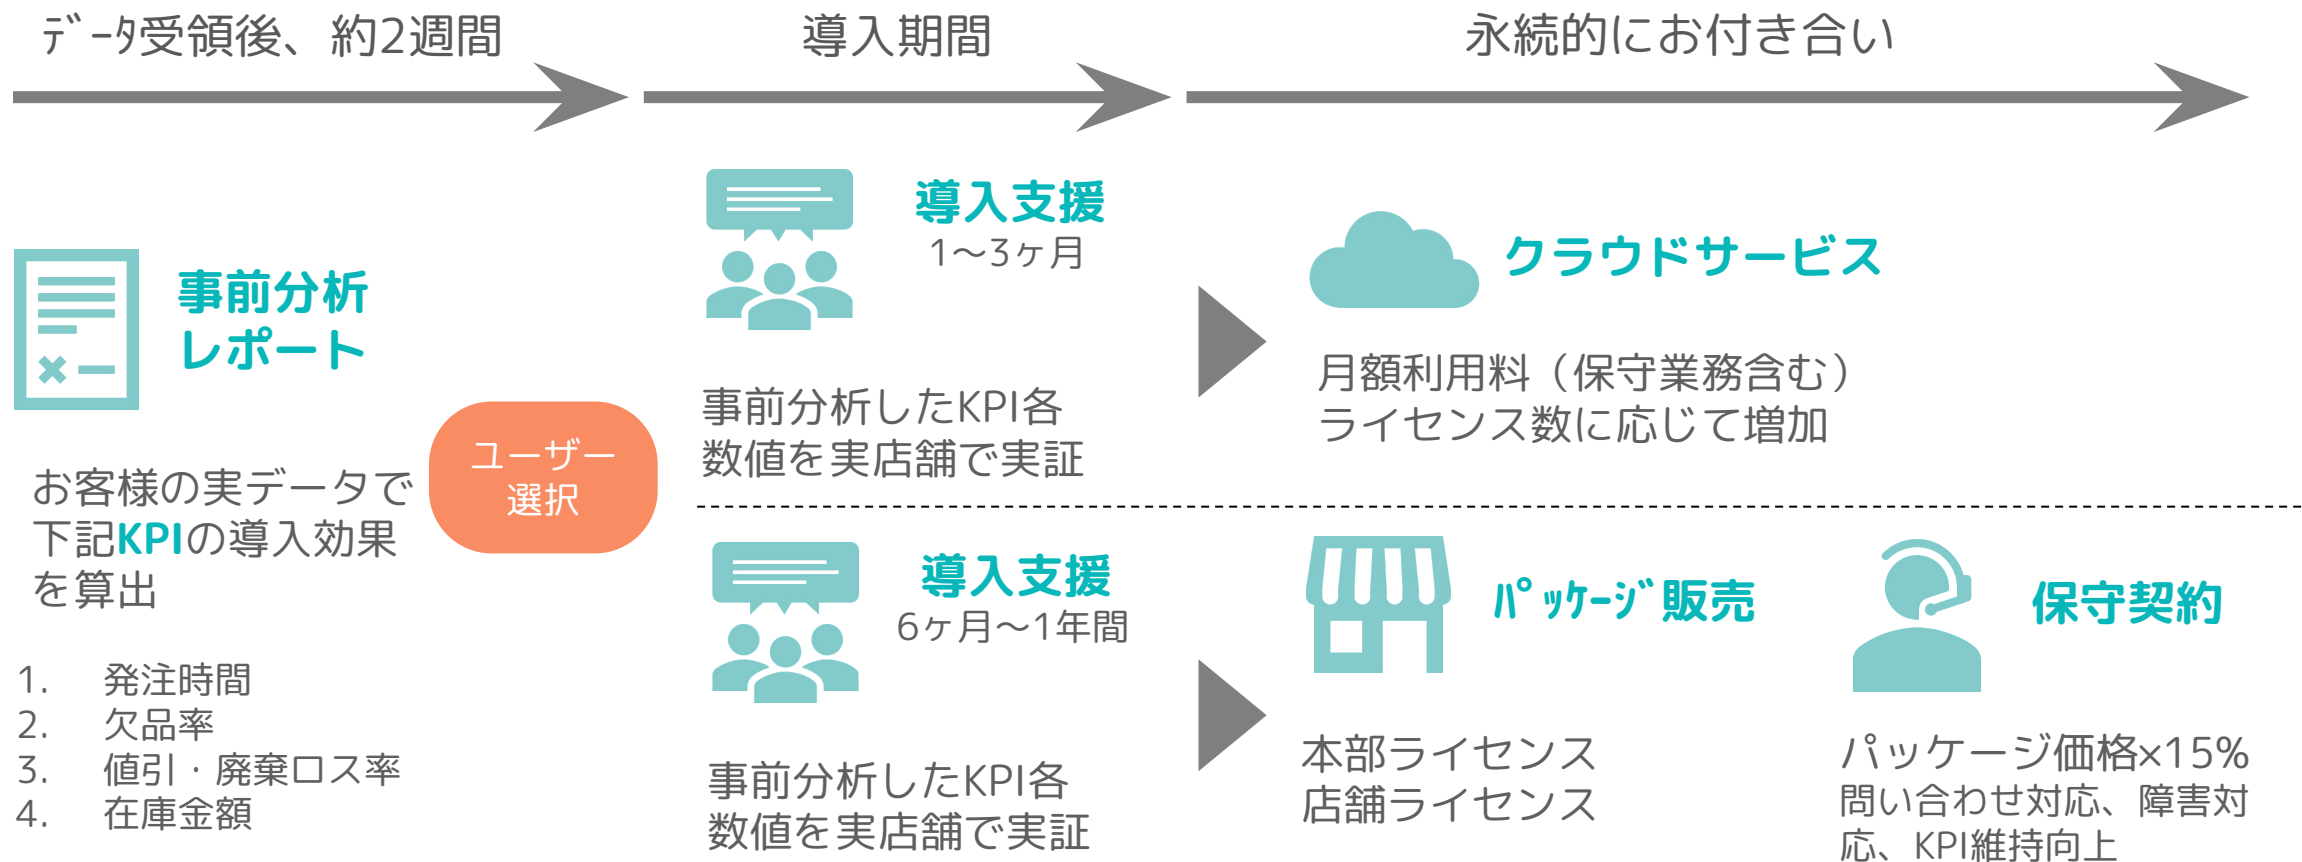 ﾃﾞｰﾀ受領後、約2週間
導入期間
永続的にお付き合い
事前分析
レポート
お客様の実データで
下記KPIの導入効果
を算出
1. 発注時間
2. 欠品率
3. 値引・廃棄ロス率
4. 在庫金額
ユーザー
選択
導入支援
1〜3ヶ月
事前分析したKPI各
数値を実店舗で実証
クラウドサービス
月額利用料（保守業務含む）
ライセンス数に応じて増加
導入支援
6ヶ月〜1年間
事前分析したKPI各
数値を実店舗で実証
ﾊﾟｯｹｰｼﾞ販売
本部ライセンス
店舗ライセンス
保守契約
パッケージ価格×15%
問い合わせ対応、障害対
応、KPI維持向上